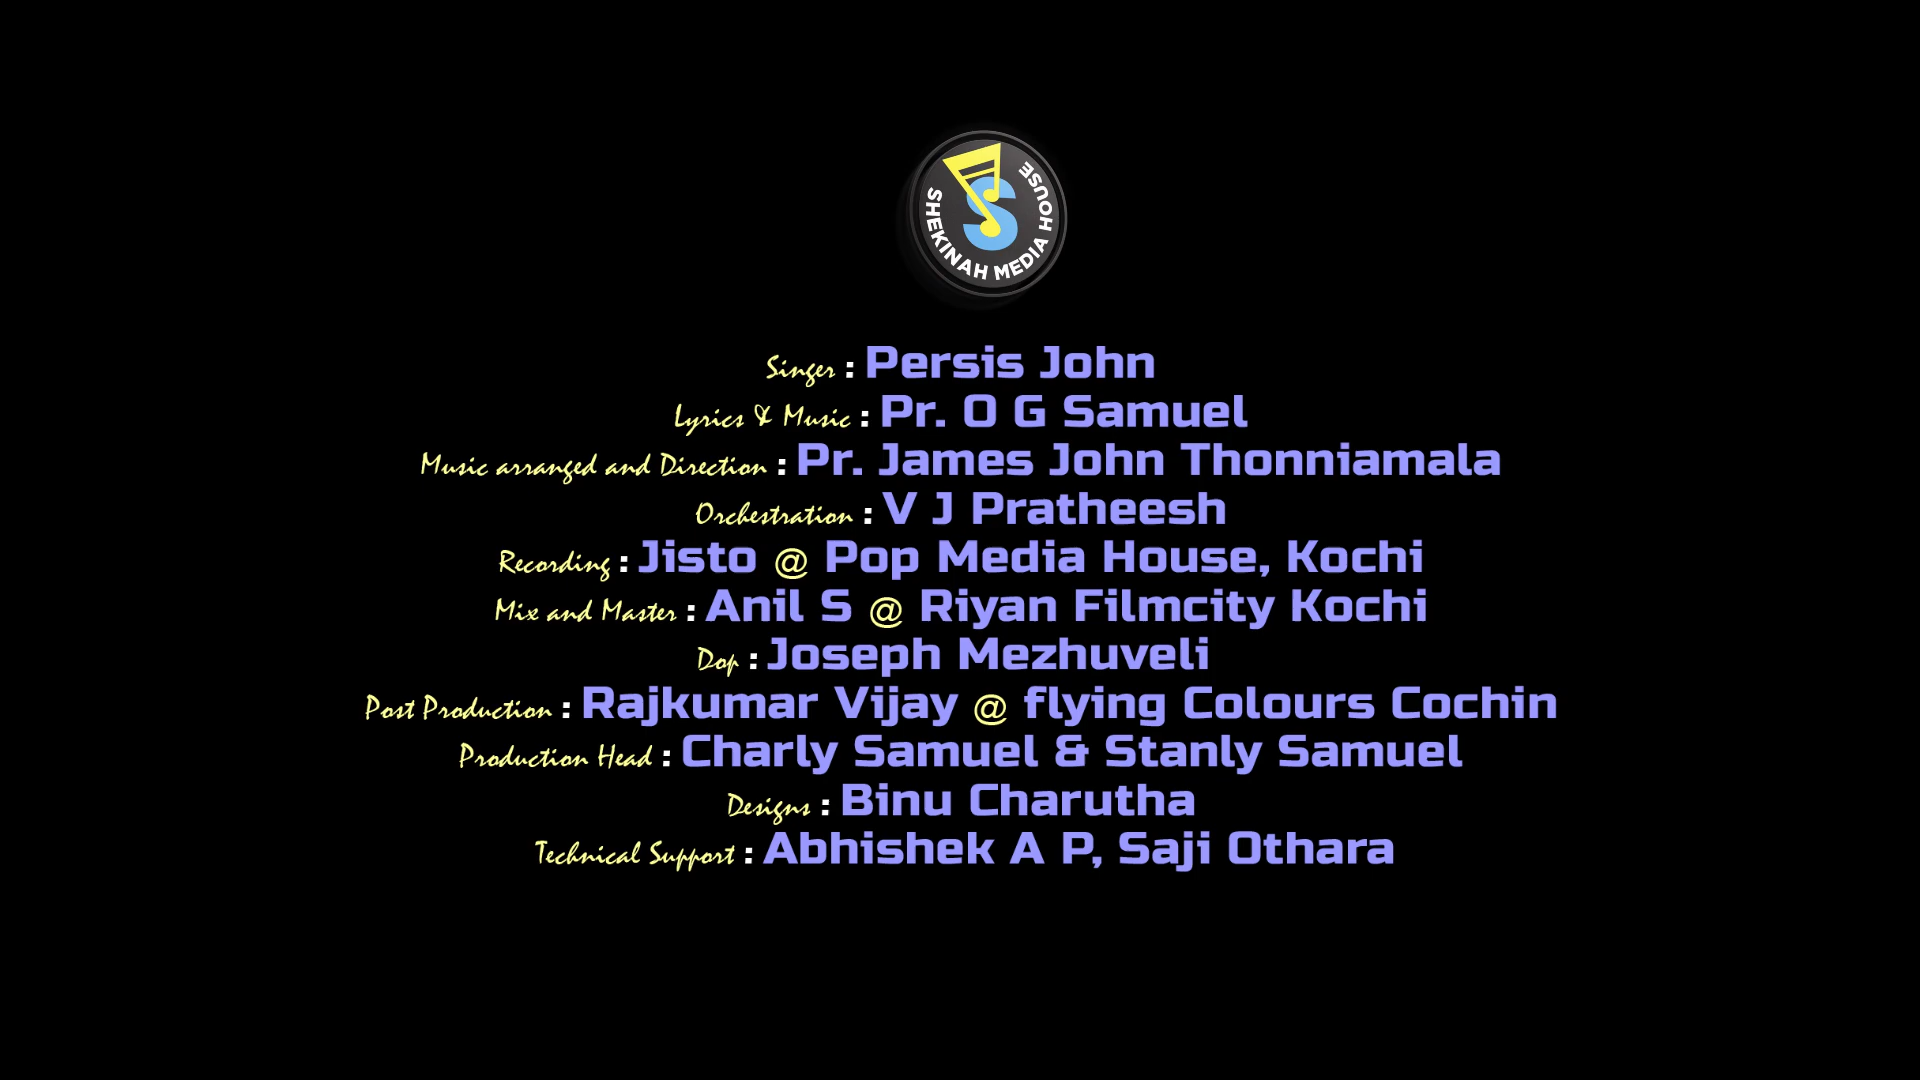 SHEKINAH MEDIA HOUSE
Singer : Persis John
Lyrics & Music : Pr. O G Samuel
Music arranged and Direction : Pr. James John Thonniamala
Orchestration : V J Pratheesh
Recording : Jisto @ Pop Media House, Kochi
Mix and Master : Anil S @ Riyan Filmcity Kochi
Dop : Joseph Mezhuveli
Post Production : Rajkumar Vijay @ flying Colours Cochin
Production Head : Charly Samuel & Stanly Samuel
Designs : Binu Charutha
Technical Support : Abhishek A P, Saji Othara